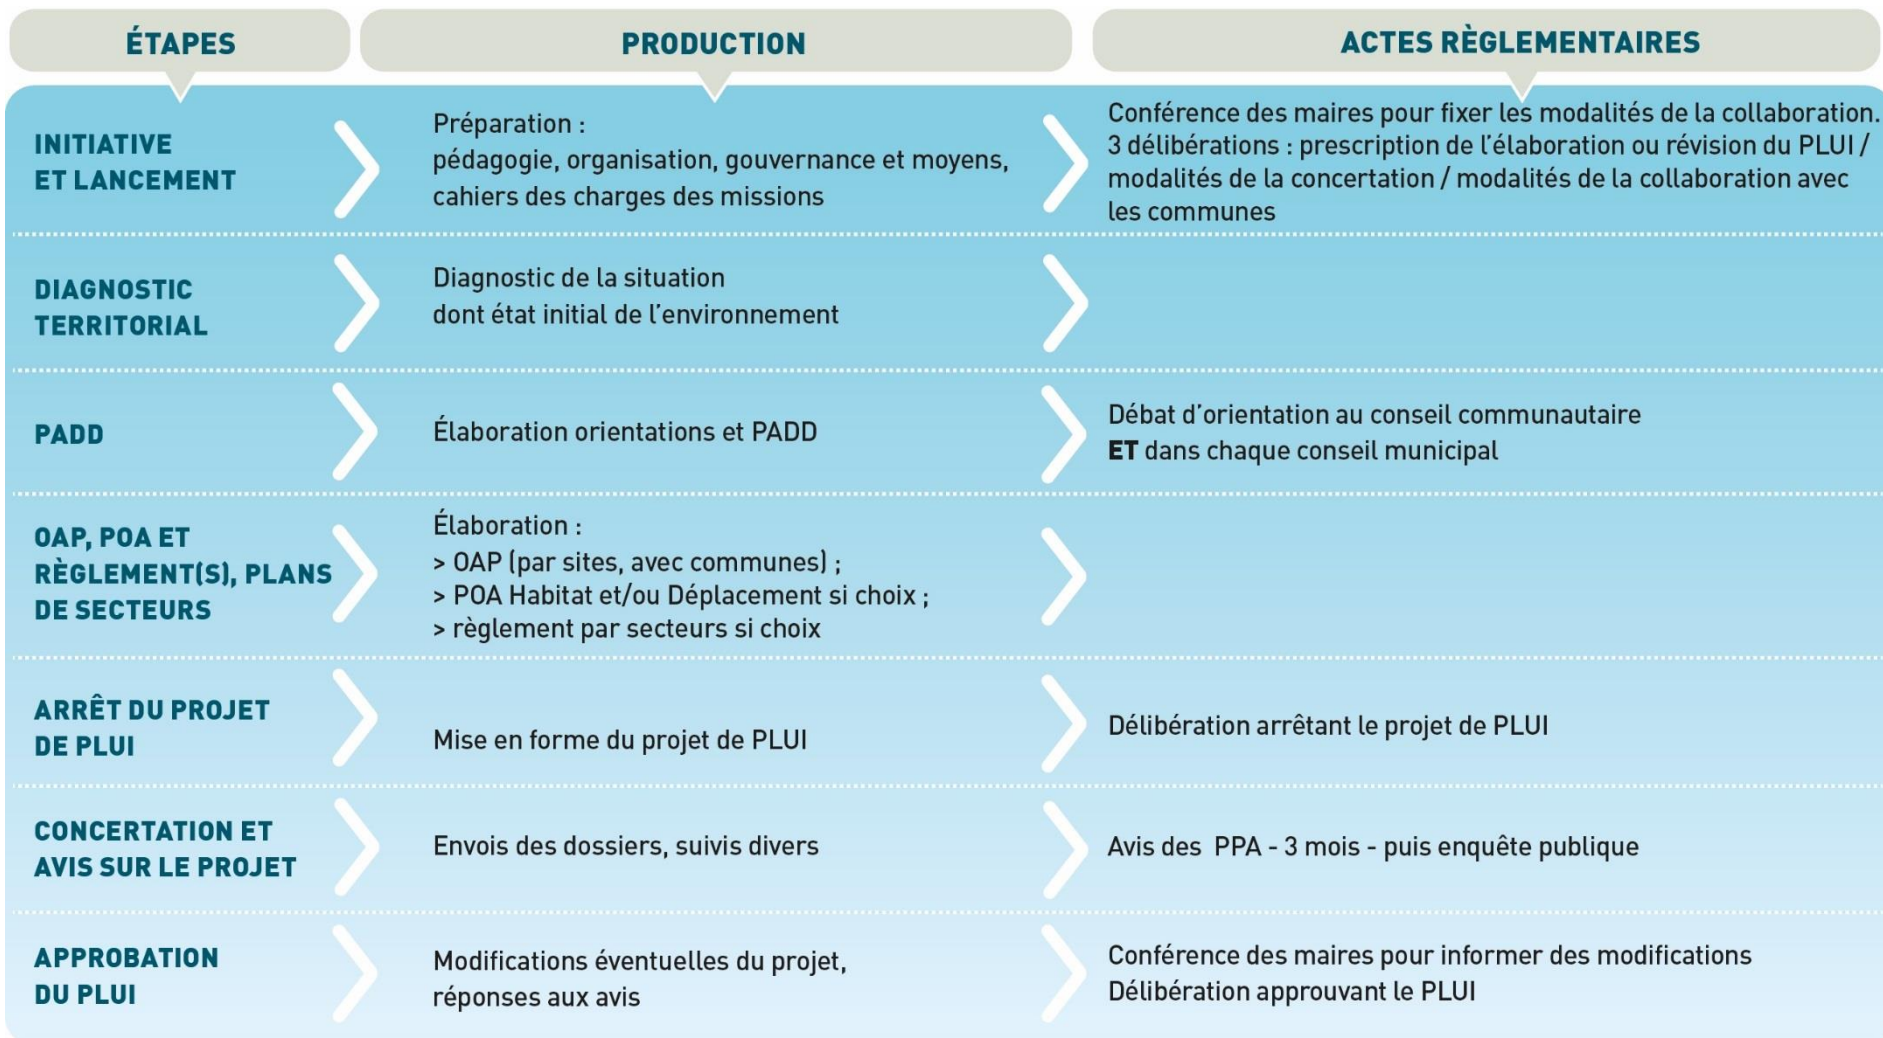 ÉTAPES
PRODUCTION
ACTES RÈGLEMENTAIRES
INITIATIVE
ET LANCEMENT
Préparation :
pédagogie, organisation, gouvernance et moyens,
cahiers des charges des missions
Conférence des maires pour fixer les modalités de la collaboration.
3 délibérations : prescription de l'élaboration ou révision du PLUI /
modalités de la concertation / modalités de la collaboration avec
les communes
DIAGNOSTIC
TERRITORIAL
Diagnostic de la situation
dont état initial de l'environnement
PADD
Élaboration orientations et PADD
Débat d'orientation au conseil communautaire
ET dans chaque conseil municipal
OAP, POA ET
RÈGLEMENT(S), PLANS
DE SECTEURS
Élaboration :
> OAP (par sites, avec communes) ;
> POA Habitat et/ou Déplacement si choix ;
> règlement par secteurs si choix
ARRÊT DU PROJET
DE PLUI
Mise en forme du projet de PLUI
Délibération arrêtant le projet de PLUI
CONCERTATION ET
AVIS SUR LE PROJET
Envois des dossiers, suivis divers
Avis des PPA - 3 mois - puis enquête publique
APPROBATION
DU PLUI
Modifications éventuelles du projet,
réponses aux avis
Conférence des maires pour informer des modifications
Délibération approuvant le PLUI